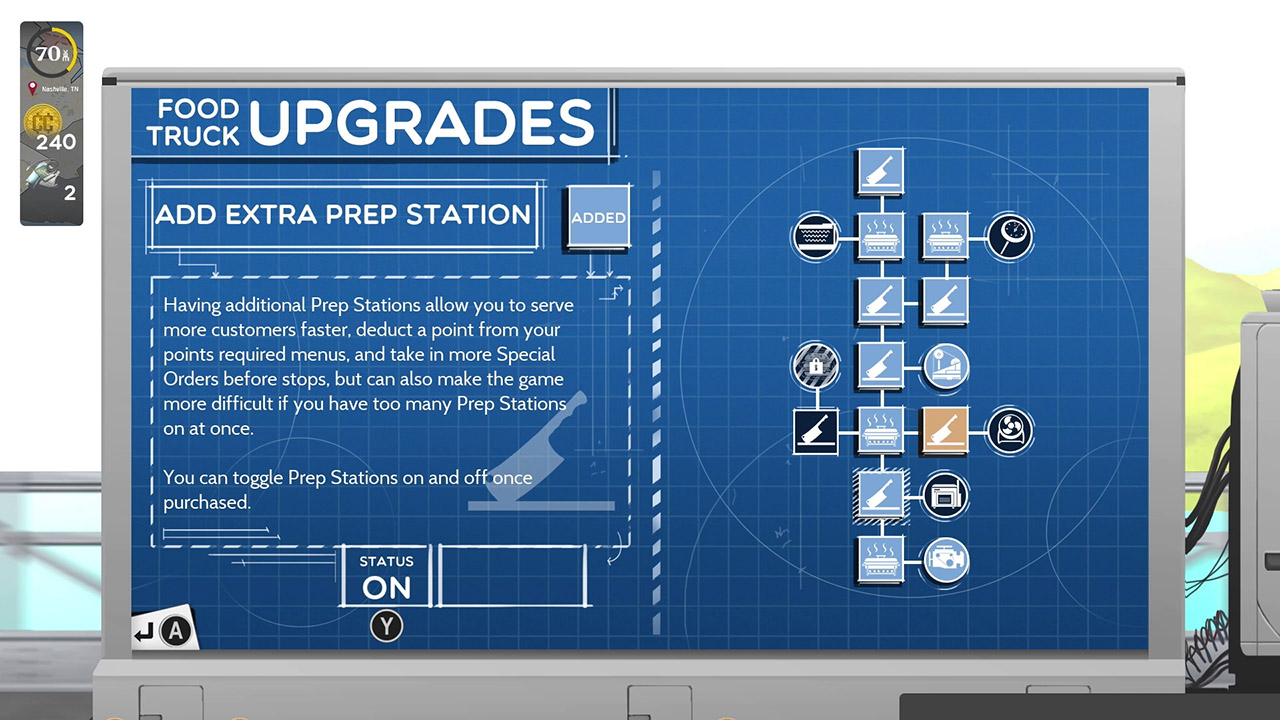 70
Nashville, TN
240
2
FOOD
TRUCK
UPGRADES
ADD EXTRA PREP STATION
ADDED
Having additional Prep Stations allow you to serve
more customers faster, deduct a point from your
points required menus, and take in more Special
Orders before stops, but can also make the game
more difficult if you have too many Prep Stations
on at once.
You can toggle Prep Stations on and off once
purchased.
STATUS
ON
Y
A